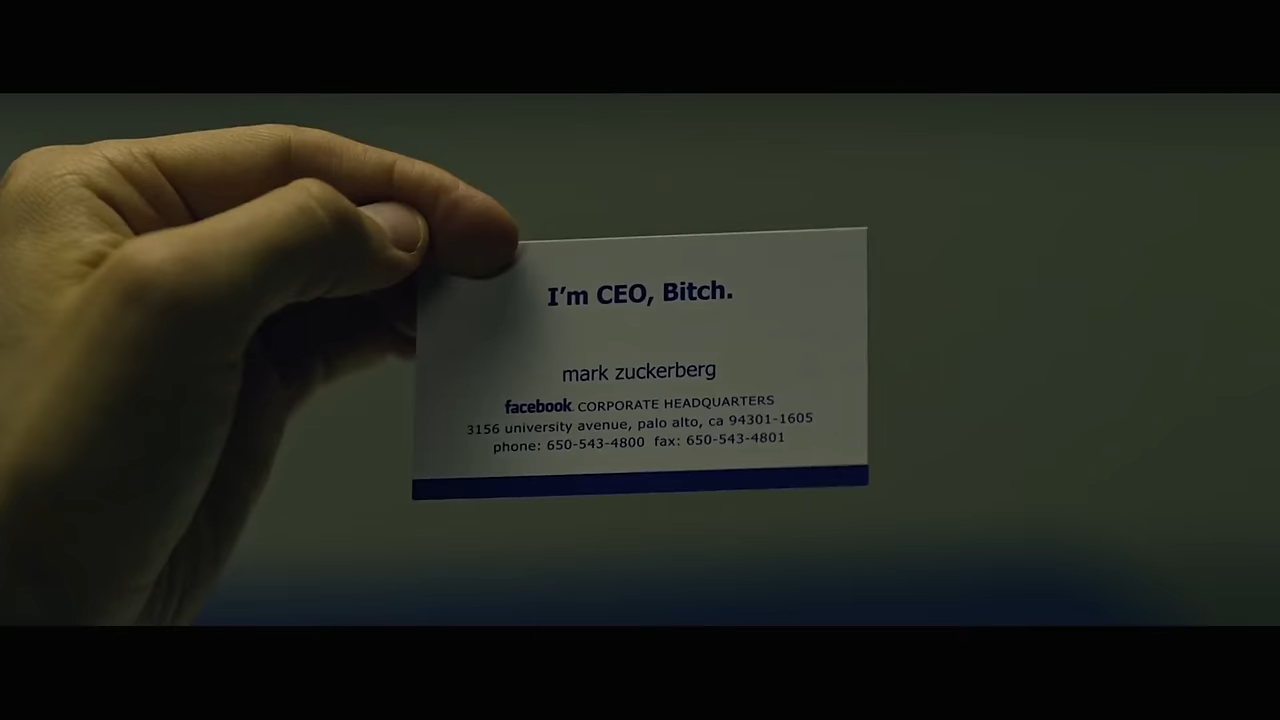 I'm CEO, Bitch.
mark zuckerberg
facebook. CORPORATE HEADQUARTERS
3156 university avenue, palo alto, ca 94301-1605
phone: 650-543-4800 fax: 650-543-4801